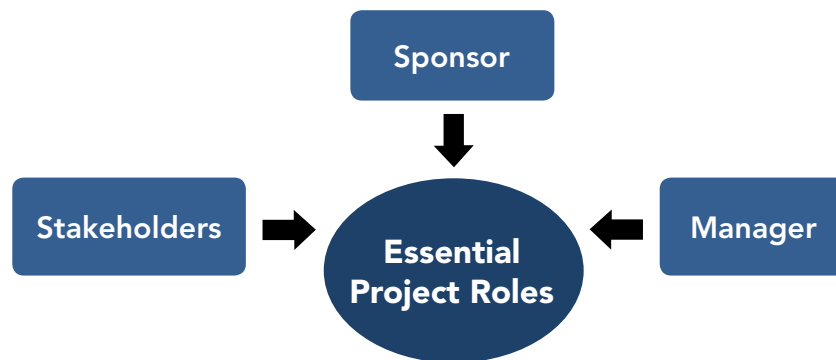 Sponsor
Stakeholders
Essential
Project Roles
Manager